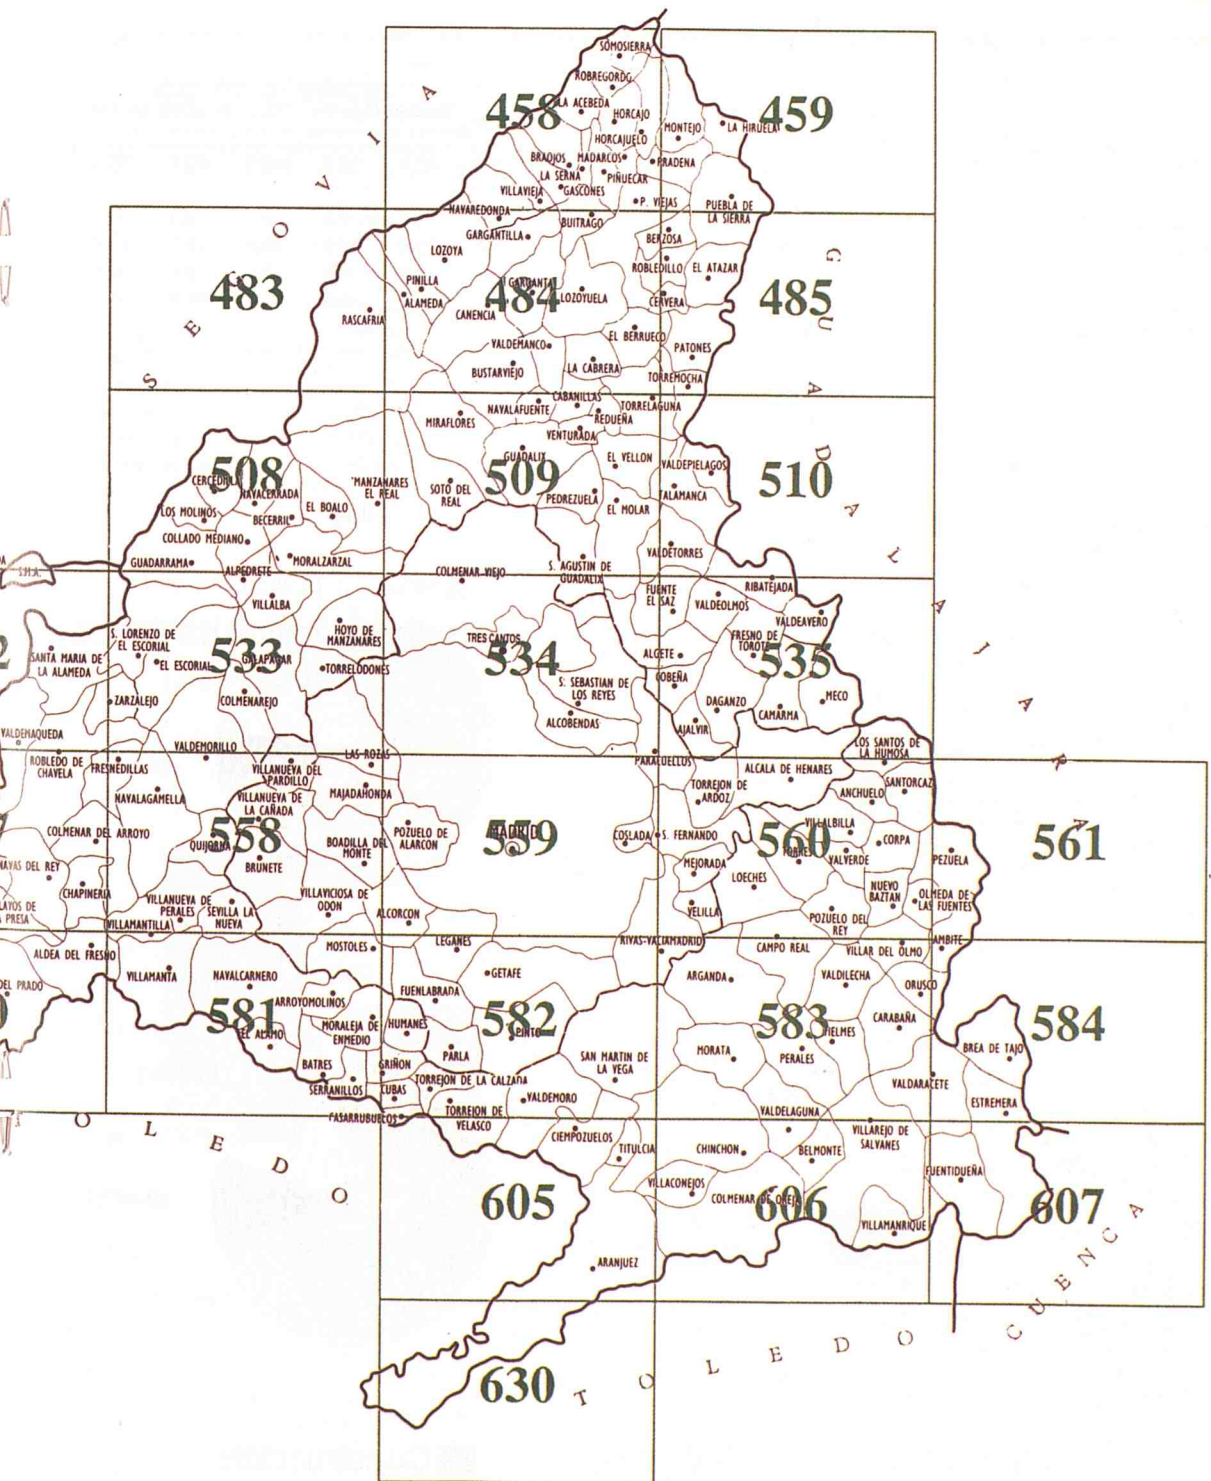 SOMOSIERRA
ROBREGORDO
458
LA ACEBEDA
459
HORCAJO
HORCAJUELO
MONTEJO
LA HIRUELA
BRAOJOS
MADARCOS
PRADENA
LA SERNA
PIÑUECAR
VILLAVIEJA
GASCONES
P. VIEJAS
PUEBLA DE
LA SIERRA
NAVAREDONDA
BUITRAGO
GARGANTILLA
BERZOSA
LOZOYA
ROBLEDILLO
EL ATAZAR
483
PINILLA
GARGANTA
484
LOZOYUELA
485
ALAMEDA
CERVERA
CANENCIA
RASCAFRIA
EL BERRUECO
VALDEMANCO
PATONES
BUSTARVIEJO
LA CABRERA
TORREMOCHA
CABANILLAS
NAVALAFUENTE
TORRELAGUNA
MIRAFLORES
REDUEÑA
VENTURADA
GUADALIX
EL VELLON
VALDEPIELAGOS
508
509
510
CERCEDILLA
NAVACERRADA
MANZANARES
EL REAL
SOTO DEL
REAL
PEDREZUELA
TALAMANCA
LOS MOLINOS
BECERRIL
EL BOALO
EL MOLAR
COLLADO MEDIANO
GUADARRAMA
MORALZARZAL
VALDETORRES
S.H.A.
ALPEDRETE
COLMENAR VIEJO
S. AGUSTIN DE
GUADALIX
RIBATEJADA
VILLALBA
FUENTE
EL SAZ
VALDEOLMOS
VALDEAVERO
S. LORENZO DE
EL ESCORIAL
HOYO DE
MANZANARES
TRES CANTOS
FRESNO DE
TOROTE
SANTA MARIA DE
LA ALAMEDA
EL ESCORIAL
533
GALAPAGAR
TORRELODONES
534
ALGETE
535
COBEÑA
S. SEBASTIAN DE
LOS REYES
ZARZALEJO
COLMENAREJO
ALCOBENDAS
DAGANZO
CAMARMA
MECO
AJALVIR
VALDEMAQUEDA
VALDEMORILLO
LAS ROZAS
PARACUELLOS
LOS SANTOS DE
LA HUMOSA
ROBLEDO DE
CHAVELA
FRESNEDILLAS
VILLANUEVA DEL
PARDILLO
ALCALA DE HENARES
NAVALAGAMELLA
VILLANUEVA DE
LA CAÑADA
MAJADAHONDA
TORREJON DE
ARDOZ
ANCHUELO
SANTORCAZ
COLMENAR DEL ARROYO
QUIJORNA
558
BOADILLA DEL
MONTE
POZUELO DE
ALARCON
MADRID
559
COSLADA
S. FERNANDO
560
VILLALBILLA
TORRES
CORPA
561
BRUNETE
MEJORADA
VALVERDE
PEZUELA
CHAPINERIA
LOECHES
NUEVO
BAZTAN
OLMEDA DE
LAS FUENTES
VILLANUEVA DE
PERALES
SEVILLA LA
NUEVA
VILLAVICIOSA DE
ODON
ALCORCON
VELILLA
POZUELO DEL
REY
VILLAMANTILLA
MOSTOLES
LEGANES
RIVAS-VACIAMADRID
CAMPO REAL
VILLAR DEL OLMO
AMBITE
ALDEA DEL FRESNO
VILLAMANTA
NAVALCARNERO
GETAFE
ARGANDA
VALDILECHA
ORUSCO
ARROYOMOLINOS
FUENLABRADA
581
EL ALAMO
MORALEJA DE
ENMEDIO
HUMANES
582
PINTO
583
TIELMES
CARABAÑA
584
BATRES
GRIÑON
PARLA
SAN MARTIN DE
LA VEGA
MORATA
PERALES
BREA DE TAJO
SERRANILLOS
CUBAS
TORREJON DE LA CALZADA
VALDARACETE
CASARRUBUELOS
TORREJON DE
VELASCO
VALDEMORO
VALDELAGUNA
ESTREMERA
CIEMPOZUELOS
TITULCIA
CHINCHON
BELMONTE
VILLAREJO DE
SALVANES
FUENTIDUEÑA
605
VILLACONEJOS
COLMENAR DE OREJA
606
VILLAMANRIQUE
607
ARANJUEZ
630
SEGOVIA
GUADALAJARA
CUENCA
TOLEDO
TOLEDO